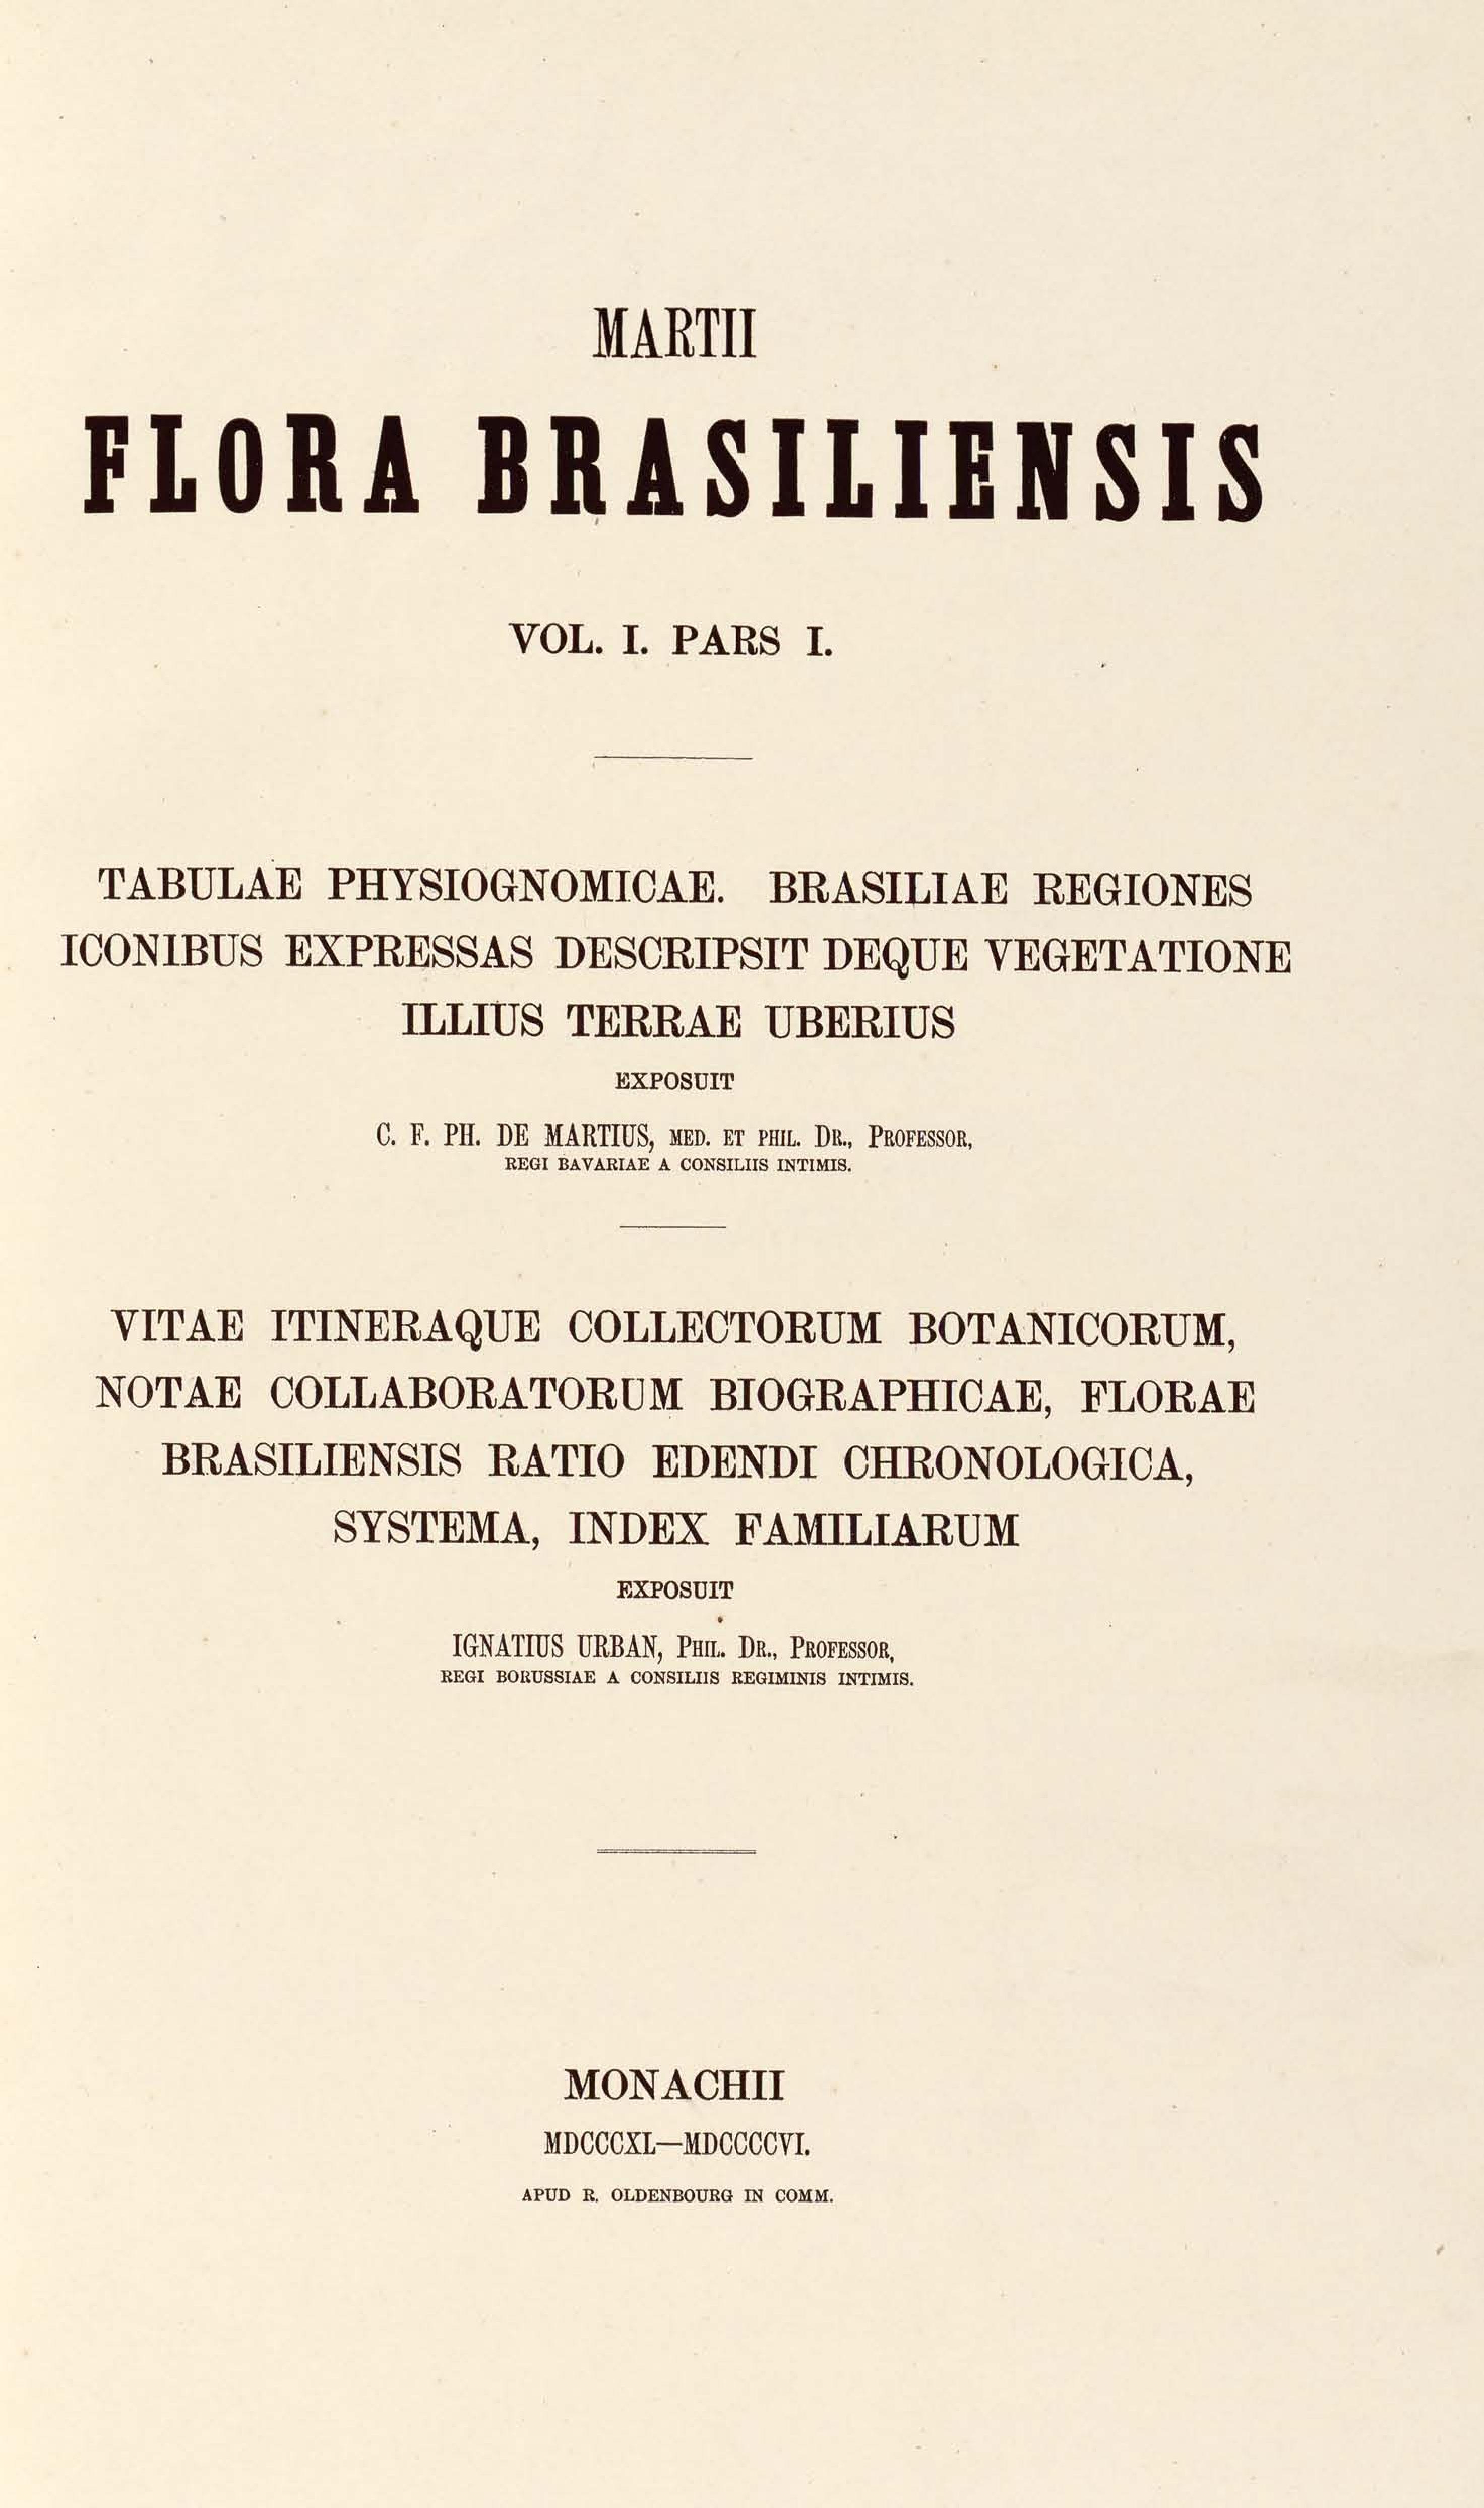 MARTII
FLORA BRASILIENSIS
VOL. I. PARS I.
TABULAE PHYSIOGNOMICAE. BRASILIAE REGIONES
ICONIBUS EXPRESSAS DESCRIPSIT DEQUE VEGETATIONE
ILLIUS TERRAE UBERIUS
EXPOSUIT
C. F. PH. DE MARTIUS, MED. ET PHIL. DR., PROFESSOR,
REGI BAVARIAE A CONSILIIS INTIMIS.
VITAE ITINERAQUE COLLECTORUM BOTANICORUM,
NOTAE COLLABORATORUM BIOGRAPHICAE, FLORAE
BRASILIENSIS RATIO EDENDI CHRONOLOGICA,
SYSTEMA, INDEX FAMILIARUM
EXPOSUIT
IGNATIUS URBAN, PHIL. DR., PROFESSOR,
REGI BORUSSIAE A CONSILIIS REGIMINIS INTIMIS.
MONACHII
MDCCCXL—MDCCCCVI.
APUD R. OLDENBOURG IN COMM.